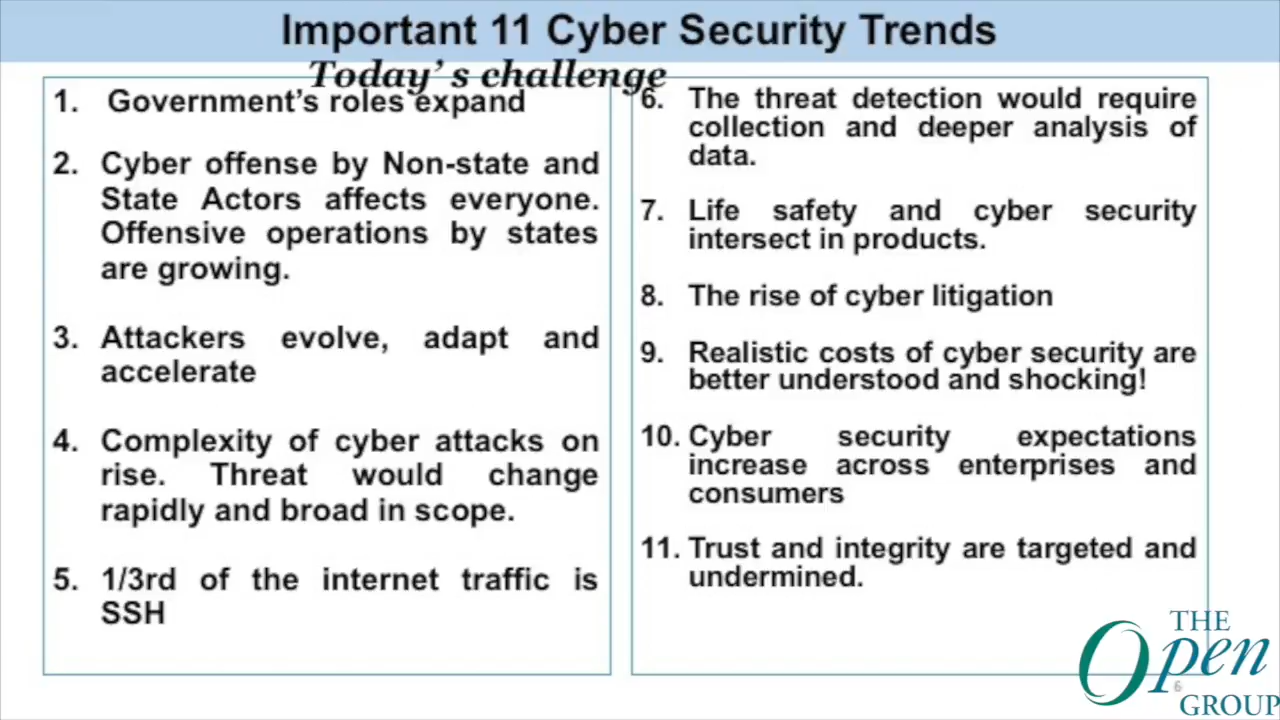 Important 11 Cyber Security Trends
Today's challenge
1. Government's roles expand
2. Cyber offense by Non-state and
State Actors affects everyone.
Offensive operations by states
are growing.
3. Attackers evolve, adapt and
accelerate
4. Complexity of cyber attacks on
rise. Threat would change
rapidly and broad in scope.
5. 1/3rd of the internet traffic is
SSH
6. The threat detection would require
collection and deeper analysis of
data.
7. Life safety and cyber security
intersect in products.
8. The rise of cyber litigation
9. Realistic costs of cyber security are
better understood and shocking!
10. Cyber security expectations
increase across enterprises and
consumers
11. Trust and integrity are targeted and
undermined.
THE
Open
GROUP
6